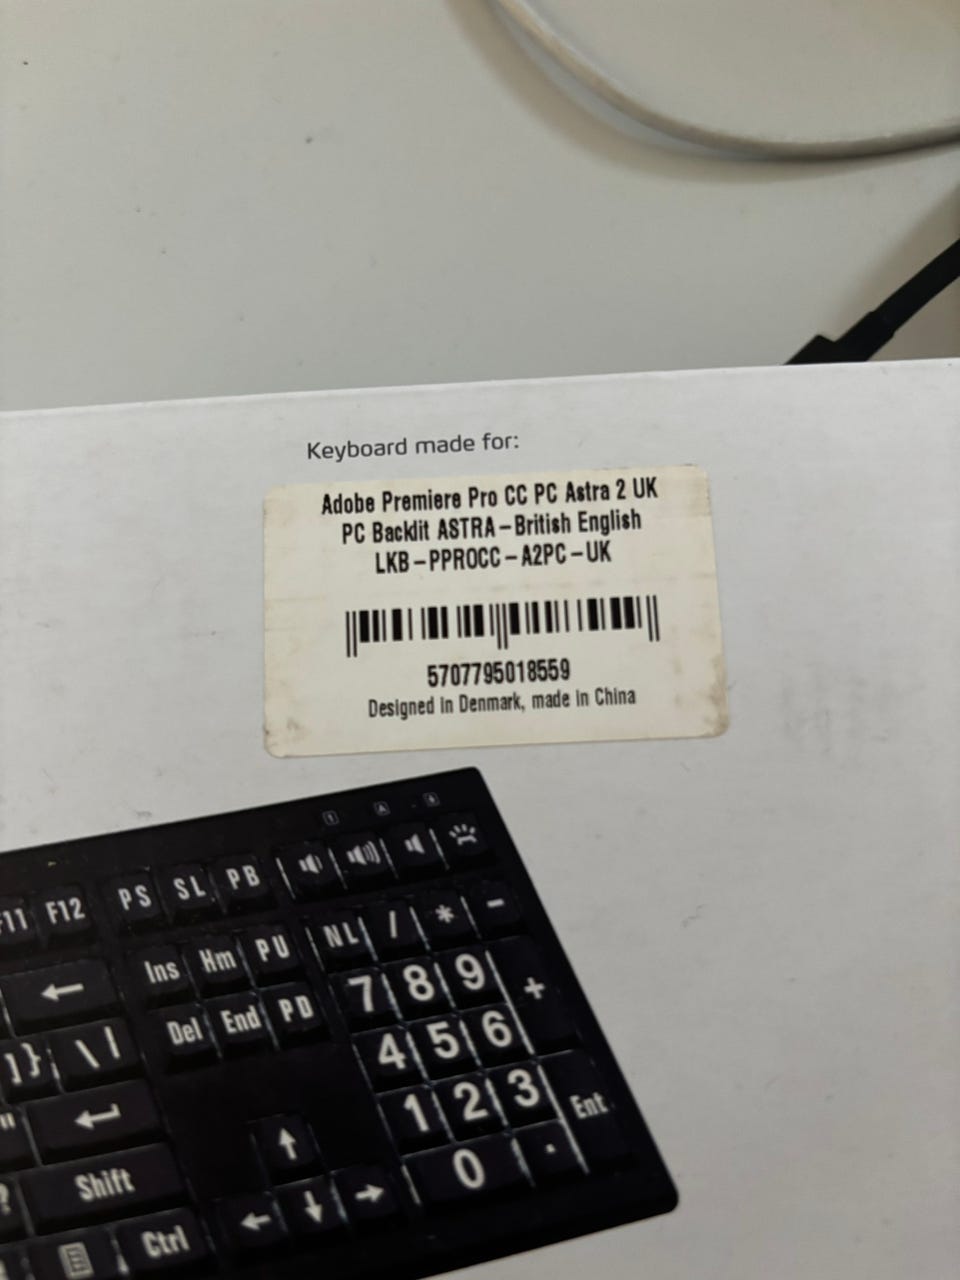 Keyboard made for:
Adobe Premiere Pro CC PC Astra 2 UK
PC Backlit ASTRA-British English
LKB-PPROCC-A2PC-UK
5707795018559
Designed in Denmark, made in China
1 A
F11 F12 PS SL PB
Ins Hm PU NL / * -
← 7 8 9 +
Del End PD
] } \ | 4 5 6
" ↵ 1 2 3 Ent
↑
? Shift 0 .
← ↓ →
Ctrl